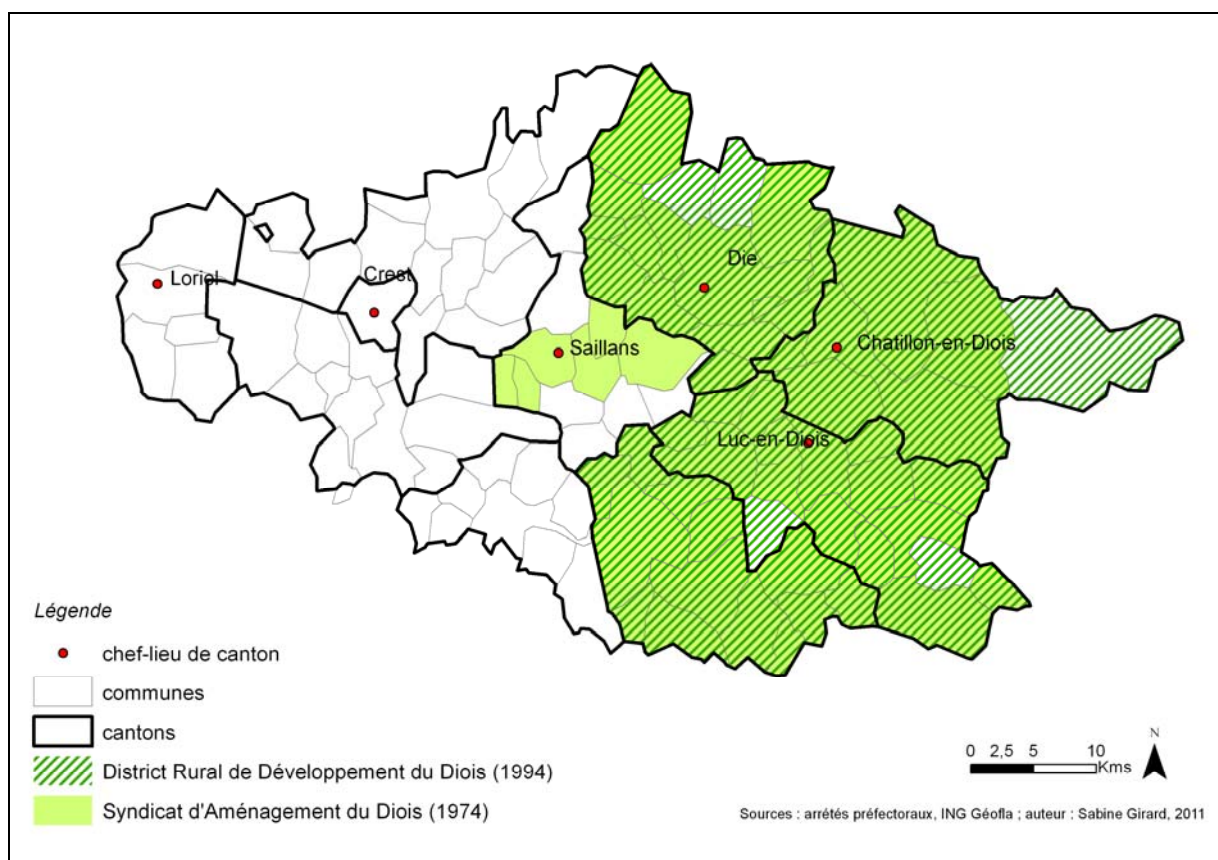 Loriol
Crest
Die
Saillans
Chatillon-en-Diois
Luc-en-Diois
Légende
chef-lieu de canton
communes
cantons
District Rural de Développement du Diois (1994)
Syndicat d'Aménagement du Diois (1974)
N
0 2,5 5 10
Kms
Sources : arrétés préfectoraux, ING Géofla ; auteur : Sabine Girard, 2011